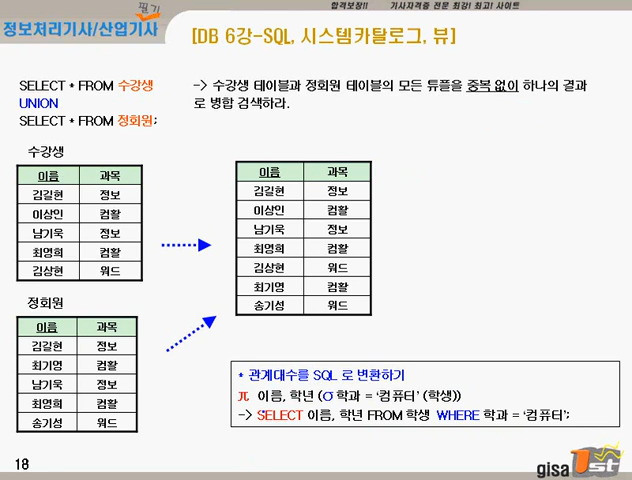 합격보장!! 기사자격증 전문 최강! 최고! 사이트
필기
정보처리기사/산업기사
[DB 6강-SQL, 시스템카탈로그, 뷰]
SELECT * FROM 수강생
UNION
SELECT * FROM 정회원;
-> 수강생 테이블과 정회원 테이블의 모든 튜플을 중복 없이 하나의 결과
로 병합 검색하라.
수강생
이름 과목
김길현 정보
이상인 컴활
남기욱 정보
최영희 컴활
김상현 워드
정회원
이름 과목
김길현 정보
최기영 컴활
남기욱 정보
최영희 컴활
송기성 워드
이름 과목
김길현 정보
이상인 컴활
남기욱 정보
최영희 컴활
김상현 워드
최기영 컴활
송기성 워드
* 관계대수를 SQL 로 변환하기
π 이름, 학년 (σ 학과 = '컴퓨터' (학생))
-> SELECT 이름, 학년 FROM 학생 WHERE 학과 = '컴퓨터';
18
gisa 1st